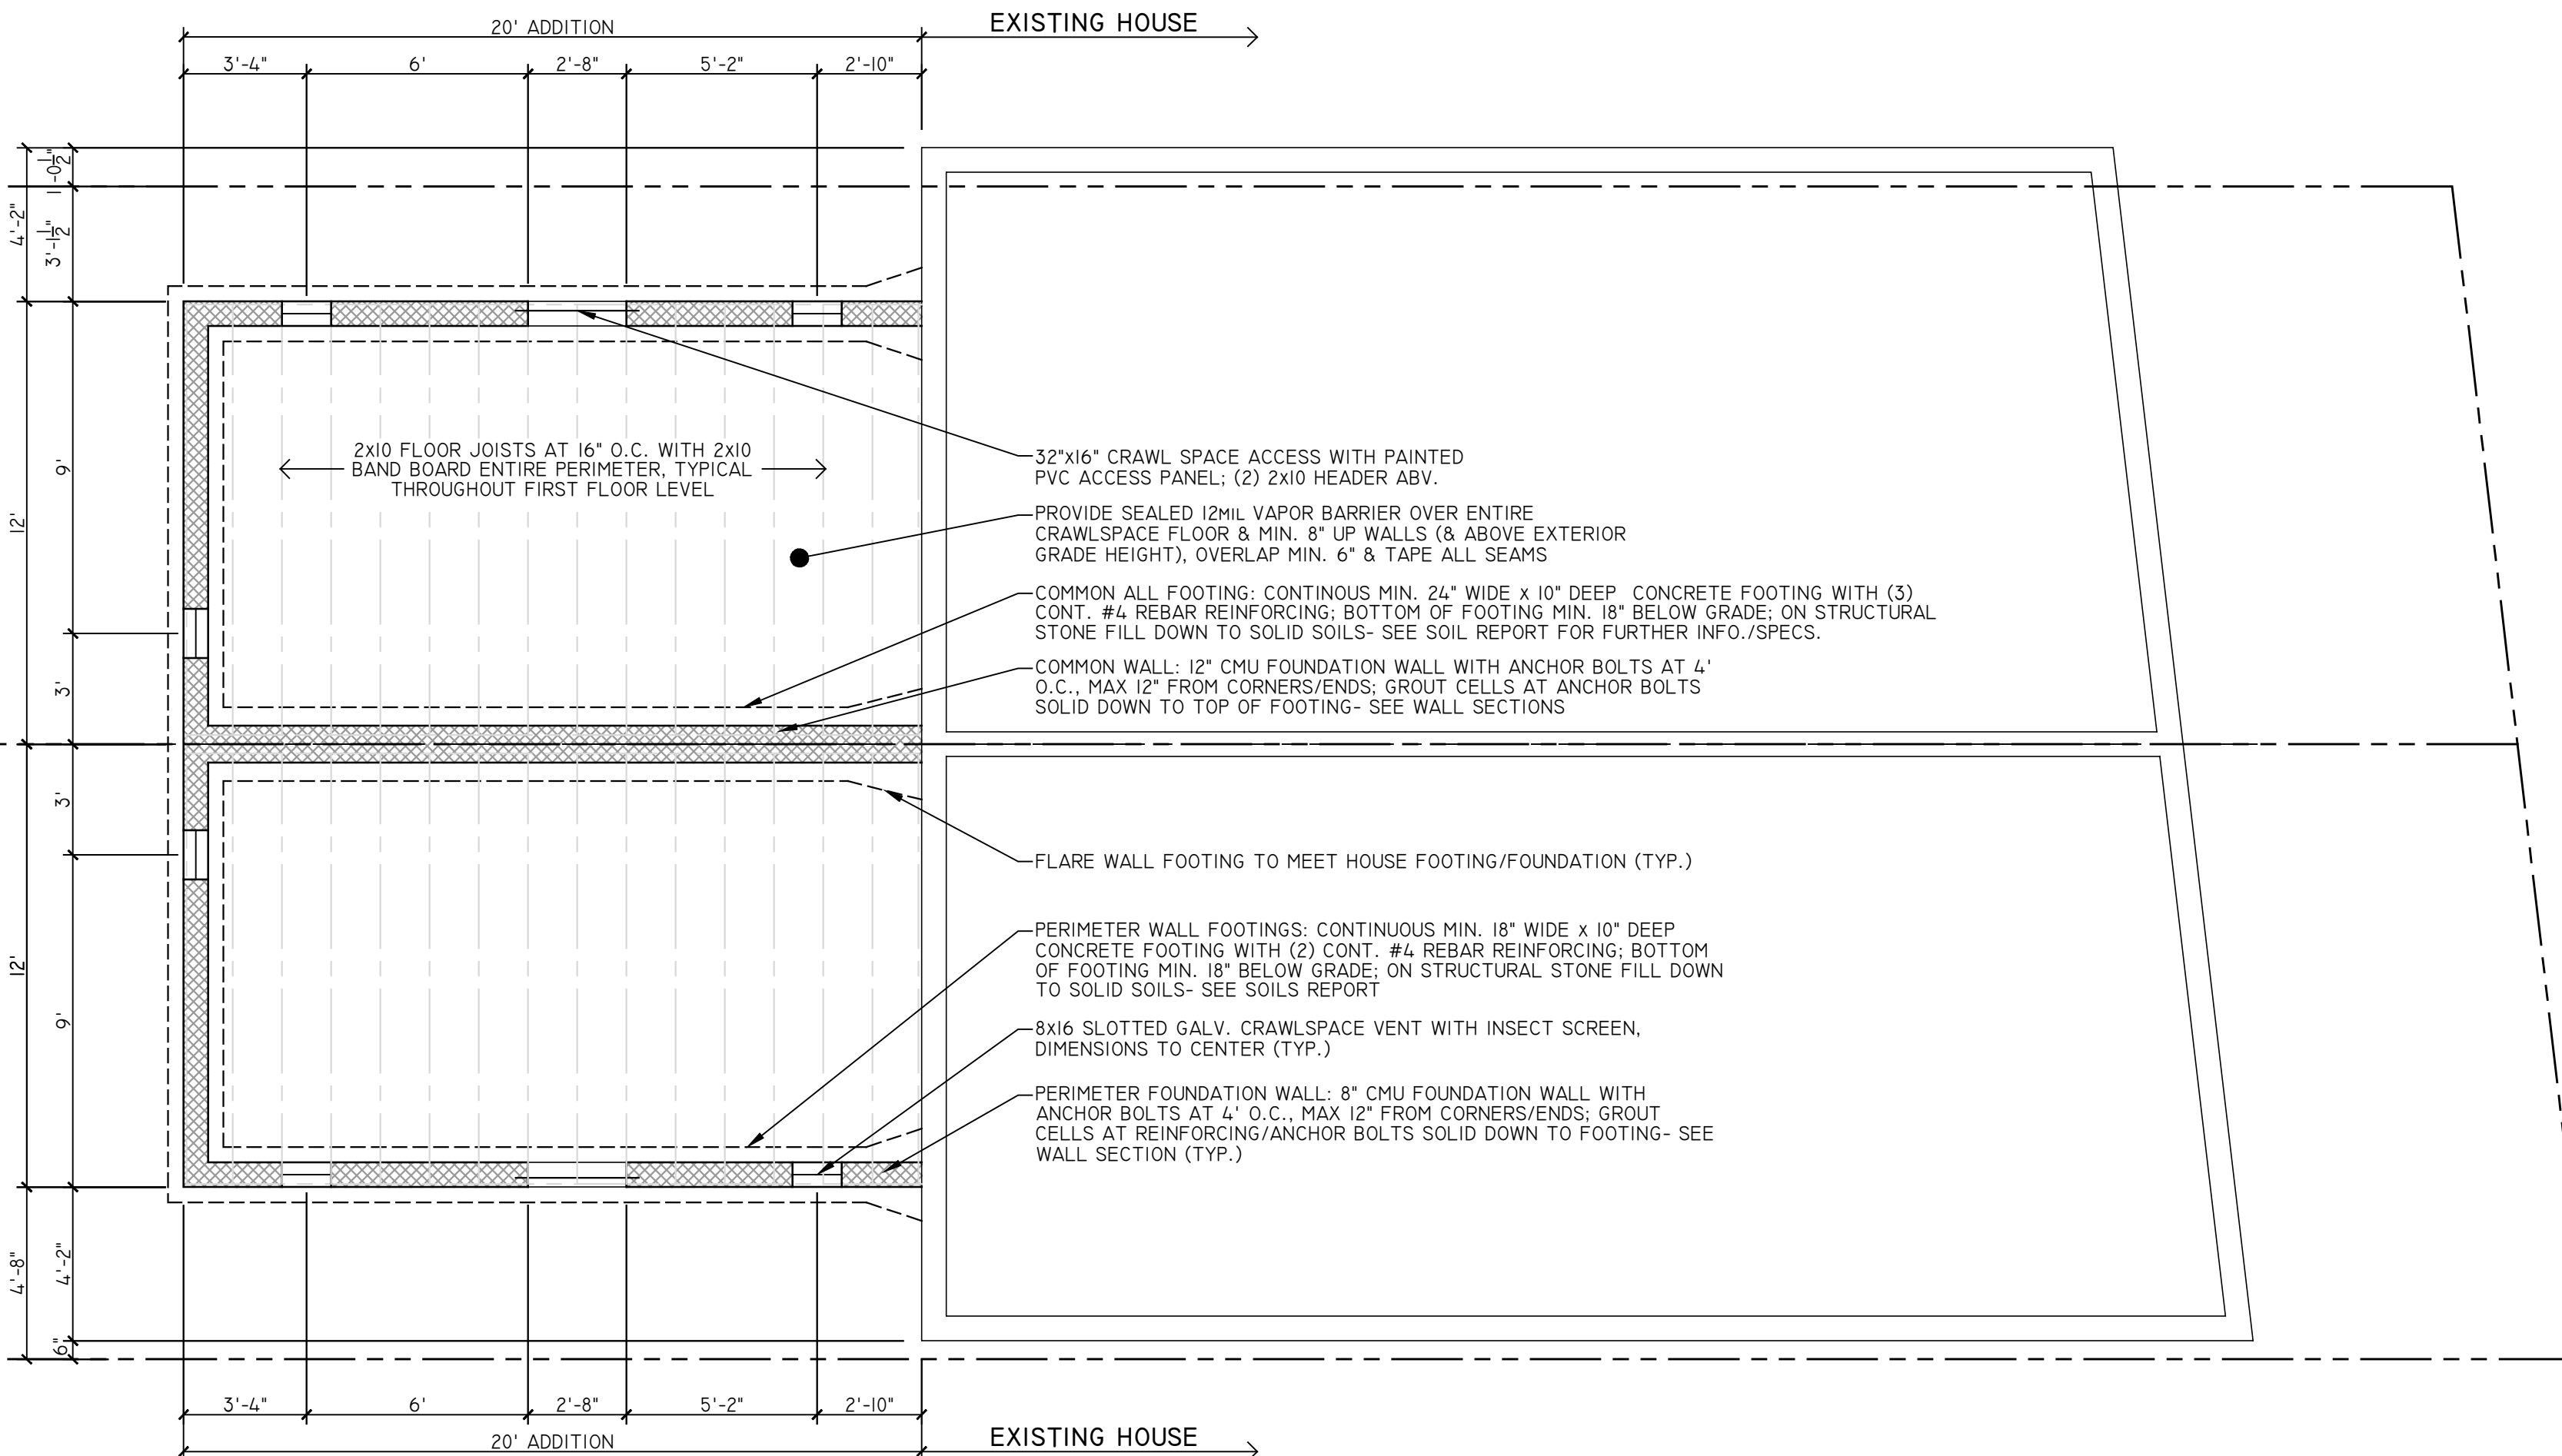 EXISTING HOUSE
20' ADDITION
3'-4"
6'
2'-8"
5'-2"
2'-10"
1'-0 1/2"
4'-2"
3'-1 1/2"
9'
12'
3'
2x10 FLOOR JOISTS AT 16" O.C. WITH 2x10
BAND BOARD ENTIRE PERIMETER, TYPICAL
THROUGHOUT FIRST FLOOR LEVEL
32"x16" CRAWL SPACE ACCESS WITH PAINTED
PVC ACCESS PANEL; (2) 2x10 HEADER ABV.
PROVIDE SEALED 12MIL VAPOR BARRIER OVER ENTIRE
CRAWLSPACE FLOOR & MIN. 8" UP WALLS (& ABOVE EXTERIOR
GRADE HEIGHT), OVERLAP MIN. 6" & TAPE ALL SEAMS
COMMON ALL FOOTING: CONTINOUS MIN. 24" WIDE x 10" DEEP CONCRETE FOOTING WITH (3)
CONT. #4 REBAR REINFORCING; BOTTOM OF FOOTING MIN. 18" BELOW GRADE; ON STRUCTURAL
STONE FILL DOWN TO SOLID SOILS- SEE SOIL REPORT FOR FURTHER INFO./SPECS.
COMMON WALL: 12" CMU FOUNDATION WALL WITH ANCHOR BOLTS AT 4'
O.C., MAX 12" FROM CORNERS/ENDS; GROUT CELLS AT ANCHOR BOLTS
SOLID DOWN TO TOP OF FOOTING- SEE WALL SECTIONS
3'
12'
9'
FLARE WALL FOOTING TO MEET HOUSE FOOTING/FOUNDATION (TYP.)
PERIMETER WALL FOOTINGS: CONTINUOUS MIN. 18" WIDE x 10" DEEP
CONCRETE FOOTING WITH (2) CONT. #4 REBAR REINFORCING; BOTTOM
OF FOOTING MIN. 18" BELOW GRADE; ON STRUCTURAL STONE FILL DOWN
TO SOLID SOILS- SEE SOILS REPORT
8x16 SLOTTED GALV. CRAWLSPACE VENT WITH INSECT SCREEN,
DIMENSIONS TO CENTER (TYP.)
PERIMETER FOUNDATION WALL: 8" CMU FOUNDATION WALL WITH
ANCHOR BOLTS AT 4' O.C., MAX 12" FROM CORNERS/ENDS; GROUT
CELLS AT REINFORCING/ANCHOR BOLTS SOLID DOWN TO FOOTING- SEE
WALL SECTION (TYP.)
4'-8"
4'-2"
6"
3'-4"
6'
2'-8"
5'-2"
2'-10"
20' ADDITION
EXISTING HOUSE